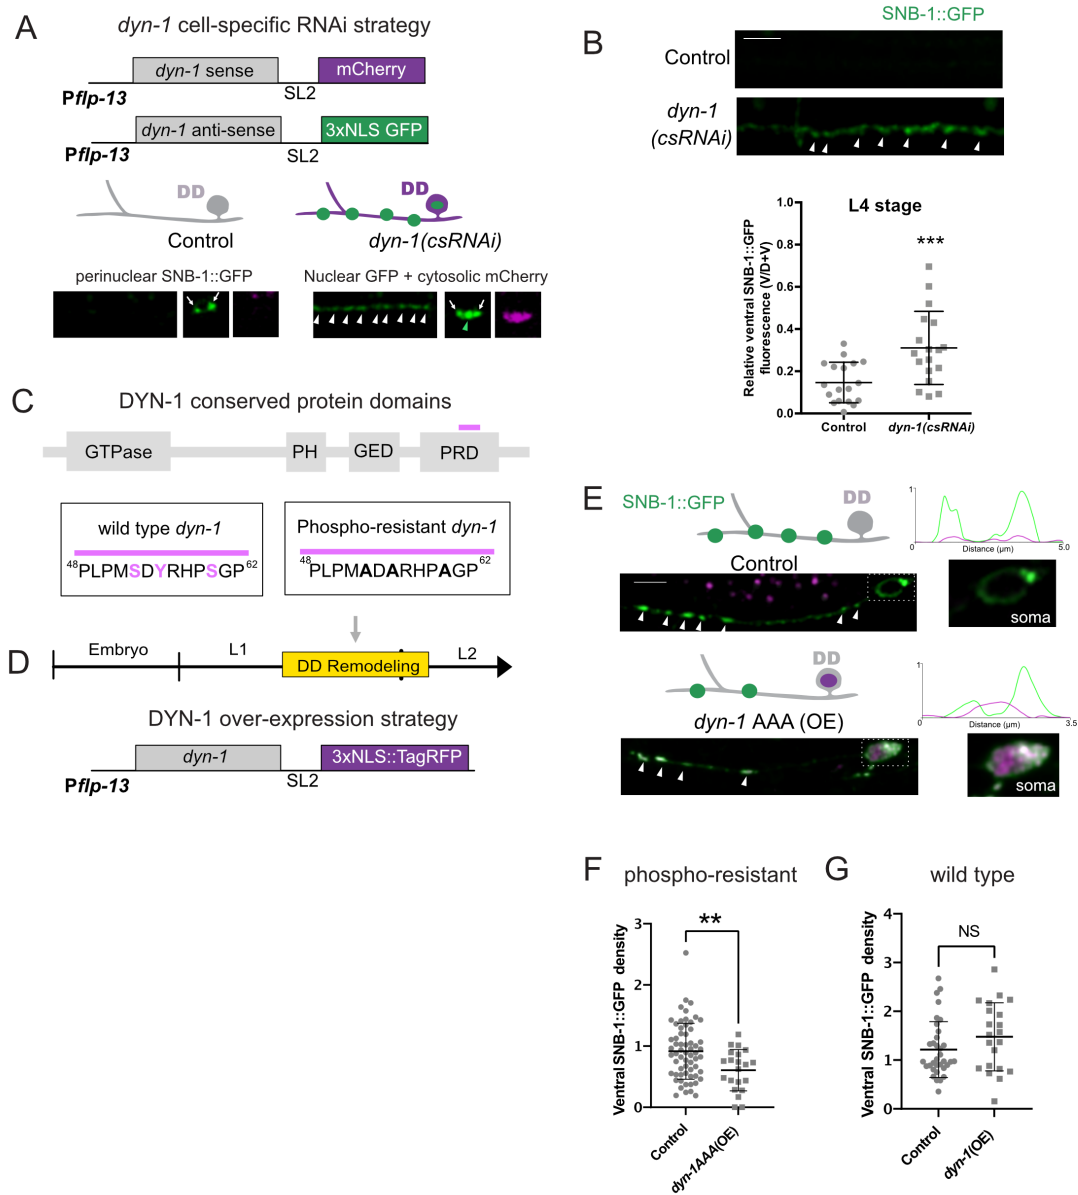 A
dyn-1 cell-specific RNAi strategy
dyn-1 sense
mCherry
SL2
Pflp-13
dyn-1 anti-sense
3xNLS GFP
SL2
Pflp-13
DD
DD
Control
dyn-1(csRNAi)
perinuclear SNB-1::GFP
Nuclear GFP + cytosolic mCherry
B
SNB-1::GFP
Control
dyn-1
(csRNAi)
L4 stage
***
Relative ventral SNB-1::GFP
fluorescence (V/D+V)
1.0
0.8
0.6
0.4
0.2
0.0
Control
dyn-1(csRNAi)
C
DYN-1 conserved protein domains
GTPase
PH
GED
PRD
wild type dyn-1
48PLPMSDYRHPSGP62
Phospho-resistant dyn-1
48PLPMADARHPAGP62
D
Embryo
L1
DD Remodeling
L2
DYN-1 over-expression strategy
dyn-1
3xNLS::TagRFP
SL2
Pflp-13
E
SNB-1::GFP
DD
Control
1
0
Distance (µm)
5.0
soma
DD
dyn-1 AAA (OE)
1
0
Distance (µm)
3.5
soma
F
phospho-resistant
**
Ventral SNB-1::GFP density
3
2
1
0
Control
dyn-1AAA(OE)
G
wild type
NS
Ventral SNB-1::GFP density
4
3
2
1
0
Control
dyn-1(OE)